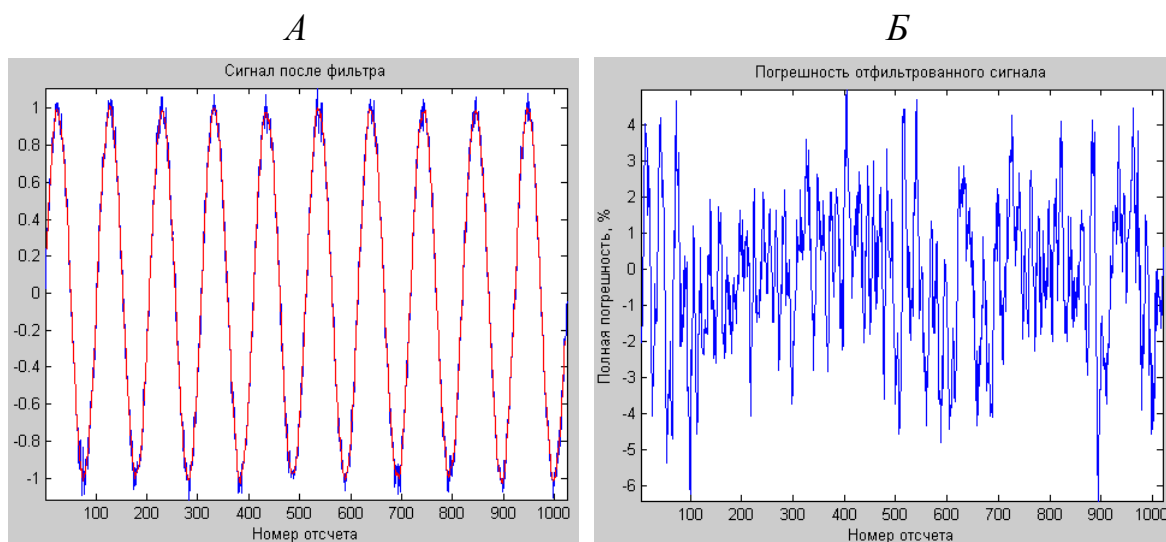 А
Б
Сигнал после фильтра
1
0.8
0.6
0.4
0.2
0
-0.2
-0.4
-0.6
-0.8
-1
100 200 300 400 500 600 700 800 900 1000
Номер отсчета
Погрешность отфильтрованного сигнала
Полная погрешность, %
4
3
2
1
0
-1
-2
-3
-4
-5
-6
100 200 300 400 500 600 700 800 900 1000
Номер отсчета